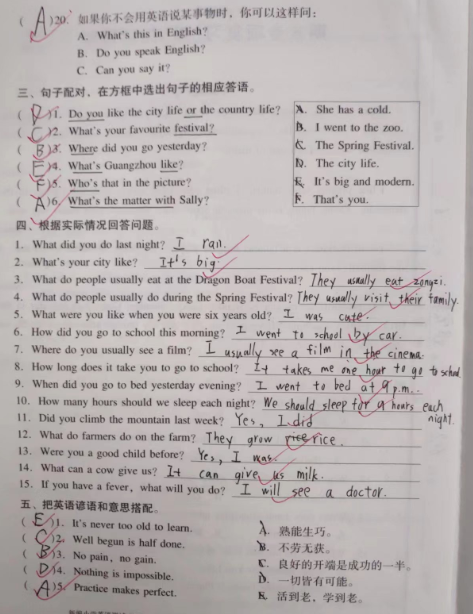 ( A )20. 如果你不会用英语说某事物时，你可以这样问：
A. What's this in English?
B. Do you speak English?
C. Can you say it?
三、句子配对，在方框中选出句子的相应答语。
( D )1. Do you like the city life or the country life? A. She has a cold.
( C )2. What's your favourite festival? B. I went to the zoo.
( B )3. Where did you go yesterday? C. The Spring Festival.
( E )4. What's Guangzhou like? D. The city life.
( F )5. Who's that in the picture? E. It's big and modern.
( A )6. What's the matter with Sally? F. That's you.
四、根据实际情况回答问题。
1. What did you do last night? I ran.
2. What's your city like? It's big.
3. What do people usually eat at the Dragon Boat Festival? They usually eat zongzi.
4. What do people usually do during the Spring Festival? They usually visit their family.
5. What were you like when you were six years old? I was cute.
6. How did you go to school this morning? I went to school by car.
7. Where do you usually see a film? I usually see a film in the cinema.
8. How long does it take you to go to school? It takes me one hour to go to school
9. When did you go to bed yesterday evening? I went to bed at 9 p.m..
10. How many hours should we sleep each night? We should sleep for 9 hours each night.
11. Did you climb the mountain last week? Yes, I did
12. What do farmers do on the farm? They grow rice.
13. Were you a good child before? Yes, I was.
14. What can a cow give us? It can give us milk.
15. If you have a fever, what will you do? I will see a doctor.
五、把英语谚语和意思搭配。
( E )1. It's never too old to learn. A. 熟能生巧。
( C )2. Well begun is half done. B. 不劳无获。
( B )3. No pain, no gain. C. 良好的开端是成功的一半。
( D )4. Nothing is impossible. D. 一切皆有可能。
( A )5. Practice makes perfect. E. 活到老，学到老。